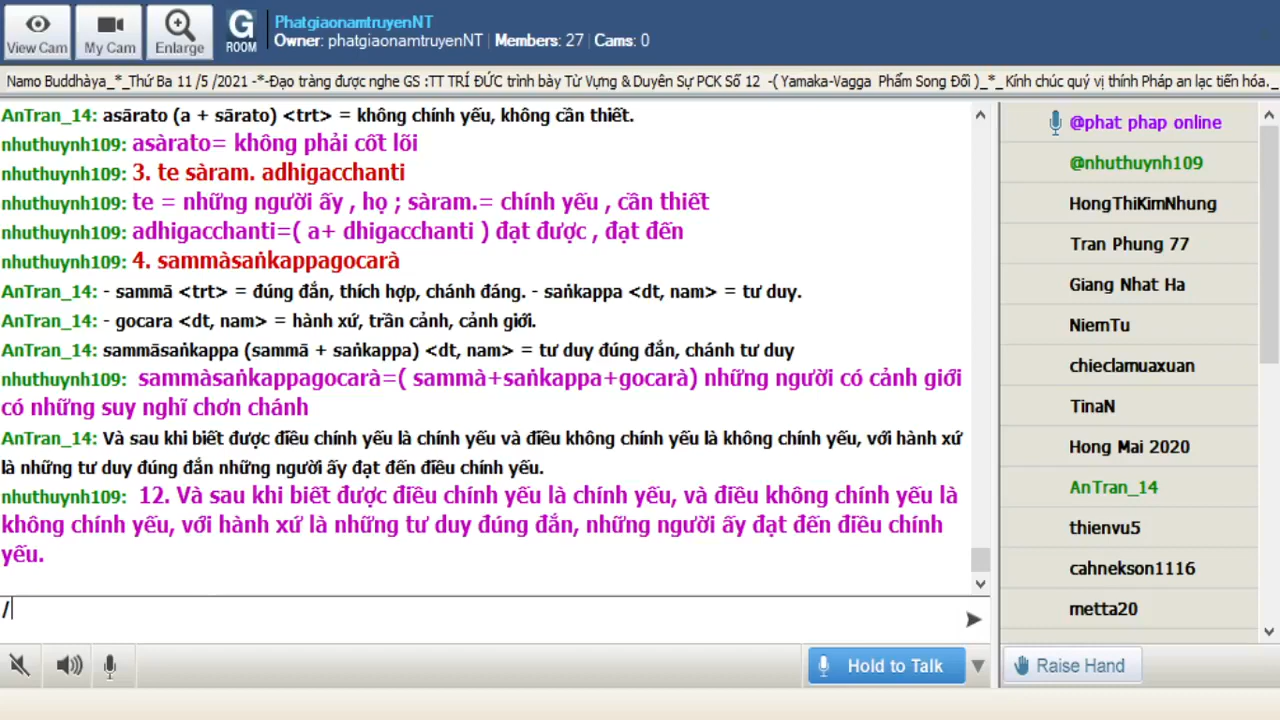 View Cam
My Cam
Enlarge
G
ROOM
PhatgiaonamtruyenNT
Owner: phatgiaonamtruyenNT | Members: 27 | Cams: 0
Namo Buddhàya_*_Thứ Ba 11 /5 /2021 -*-Đạo tràng được nghe GS :TT TRÍ ĐỨC trình bày Từ Vựng & Duyên Sự PCK Số 12 -( Yamaka-Vagga Phẩm Song Đối )_*_ Kính chúc quý vị thính Pháp an lạc tiến hóa._
AnTran_14: asārato (a + sārato) <trt> = không chính yếu, không cần thiết.
nhuthuynh109: asàrato= không phải cốt lõi
nhuthuynh109: 3. te sàram. adhigacchanti
nhuthuynh109: te = những người ấy , họ ; sàram.= chính yếu , cần thiết
nhuthuynh109: adhigacchanti=( a+ dhigacchanti ) đạt được , đạt đến
nhuthuynh109: 4. sammàsaṅkappagocarà
AnTran_14: - sammā <trt> = đúng đắn, thích hợp, chánh đáng. - saṅkappa <dt, nam> = tư duy.
AnTran_14: - gocara <dt, nam> = hành xứ, trần cảnh, cảnh giới.
AnTran_14: sammāsaṅkappa (sammā + saṅkappa) <dt, nam> = tư duy đúng đắn, chánh tư duy
nhuthuynh109: sammàsaṅkappagocarà=( sammà+saṅkappa+gocarà) những người có cảnh giới
có những suy nghĩ chơn chánh
AnTran_14: Và sau khi biết được điều chính yếu là chính yếu và điều không chính yếu là không chính yếu, với hành xứ
là những tư duy đúng đắn những người ấy đạt đến điều chính yếu.
nhuthuynh109: 12. Và sau khi biết được điều chính yếu là chính yếu, và điều không chính yếu là
không chính yếu, với hành xứ là những tư duy đúng đắn, những người ấy đạt đến điều chính
yếu.
/
Hold to Talk
@phat phap online
@nhuthuynh109
HongThiKimNhung
Tran Phung 77
Giang Nhat Ha
NiemTu
chieclamuaxuan
TinaN
Hong Mai 2020
AnTran_14
thienvu5
cahnekson1116
metta20
Raise Hand